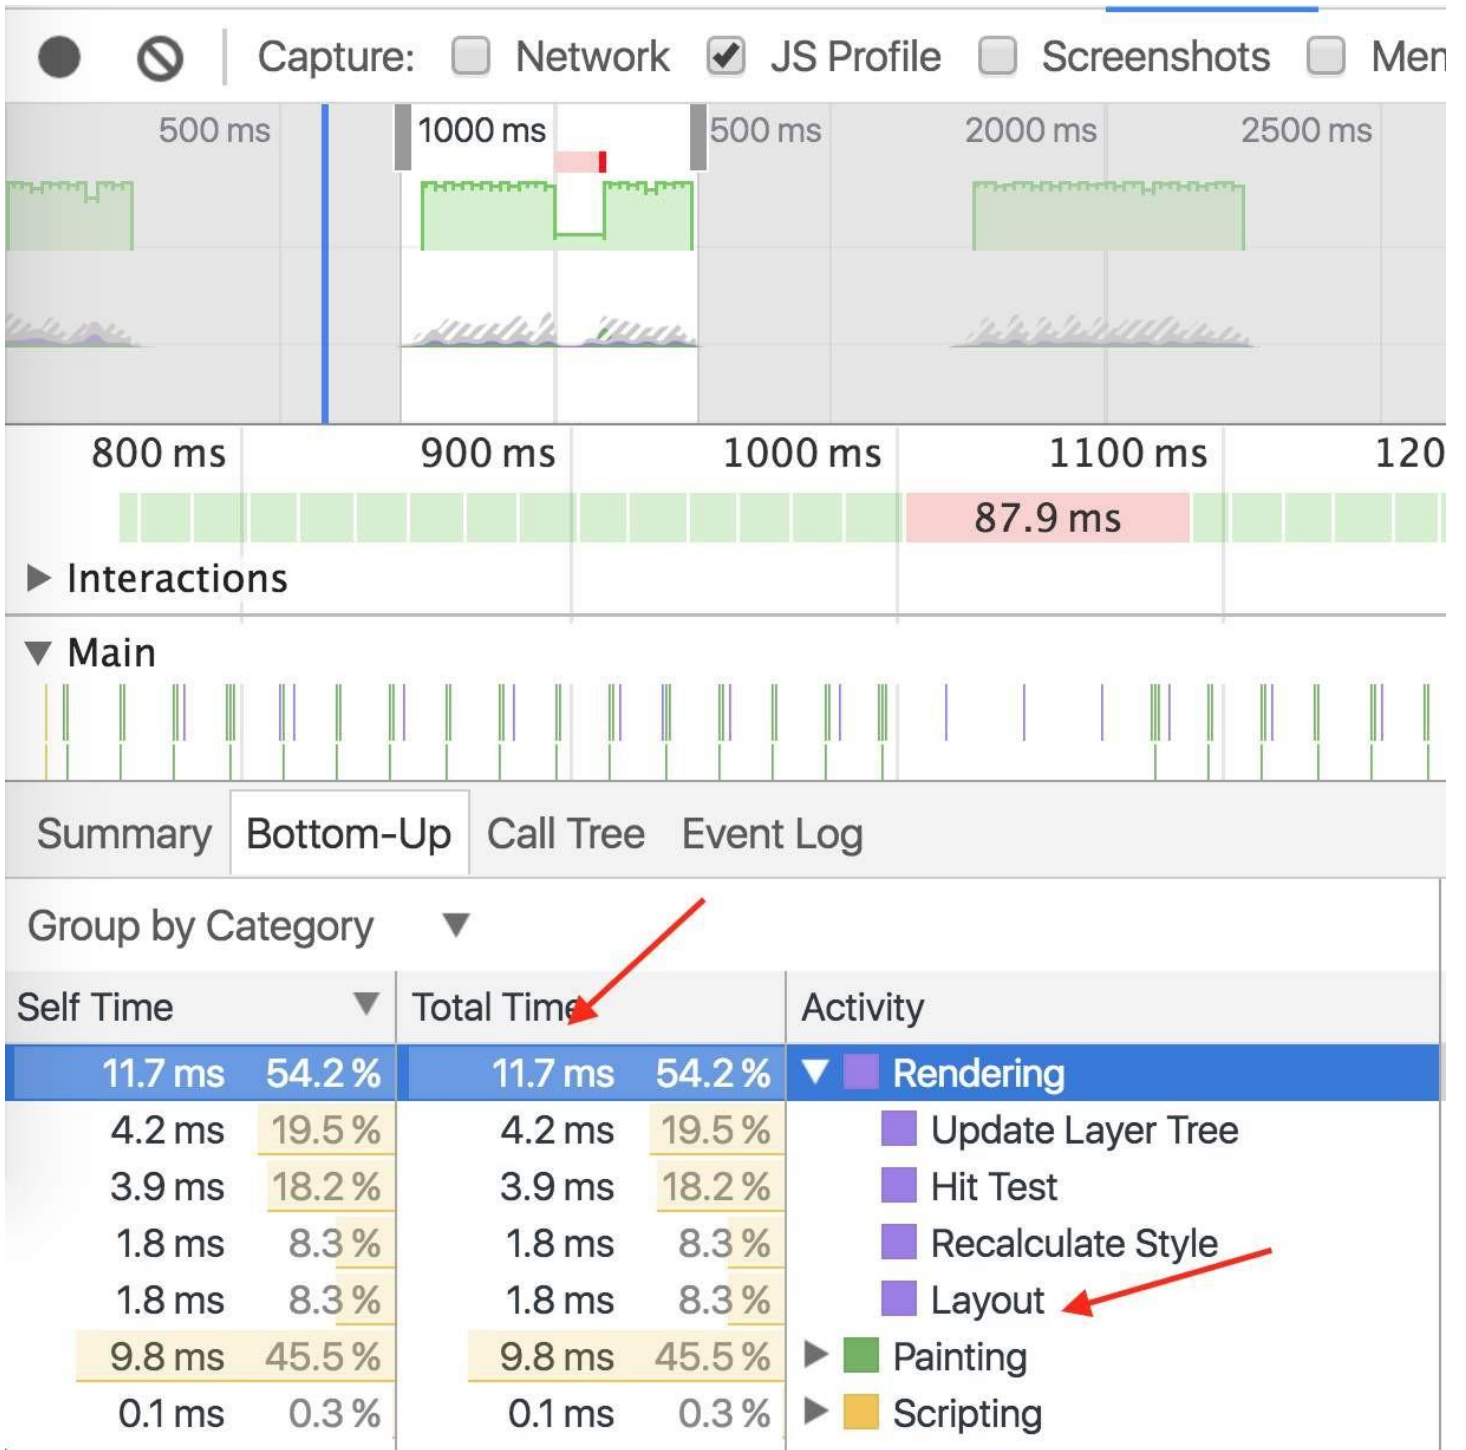 Capture: Network JS Profile Screenshots Mem
500 ms 1000 ms 500 ms 2000 ms 2500 ms
800 ms 900 ms 1000 ms 1100 ms 120
87.9 ms
Interactions
Main
Summary Bottom-Up Call Tree Event Log
Group by Category
Self Time Total Time Activity
11.7 ms 54.2 % 11.7 ms 54.2 % Rendering
4.2 ms 19.5 % 4.2 ms 19.5 % Update Layer Tree
3.9 ms 18.2 % 3.9 ms 18.2 % Hit Test
1.8 ms 8.3 % 1.8 ms 8.3 % Recalculate Style
1.8 ms 8.3 % 1.8 ms 8.3 % Layout
9.8 ms 45.5 % 9.8 ms 45.5 % Painting
0.1 ms 0.3 % 0.1 ms 0.3 % Scripting